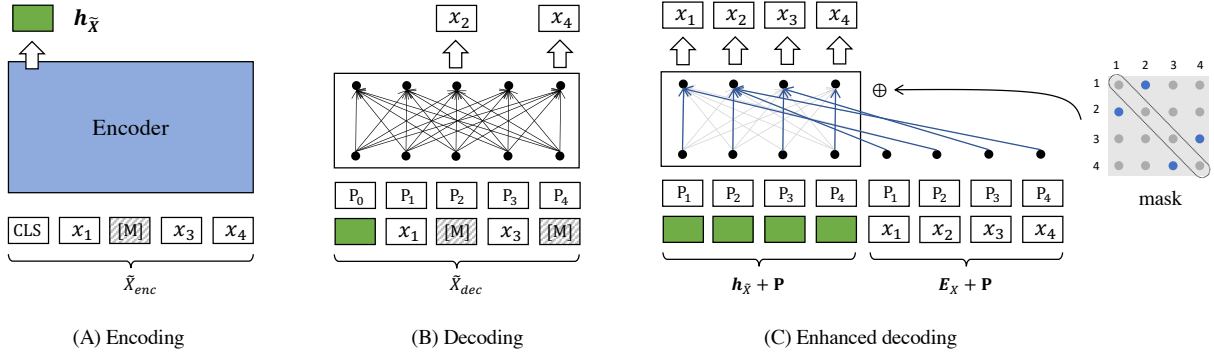 h_X̃
Encoder
CLS x₁ [M] x₃ x₄
X̃_enc
(A) Encoding
x₂ x₄
P₀ P₁ P₂ P₃ P₄
x₁ [M] x₃ [M]
X̃_dec
(B) Decoding
x₁ x₂ x₃ x₄
⊕
P₁ P₂ P₃ P₄ P₁ P₂ P₃ P₄
x₁ x₂ x₃ x₄
h_X̃ + P
E_X + P
(C) Enhanced decoding
1 2 3 4
1
2
3
4
mask